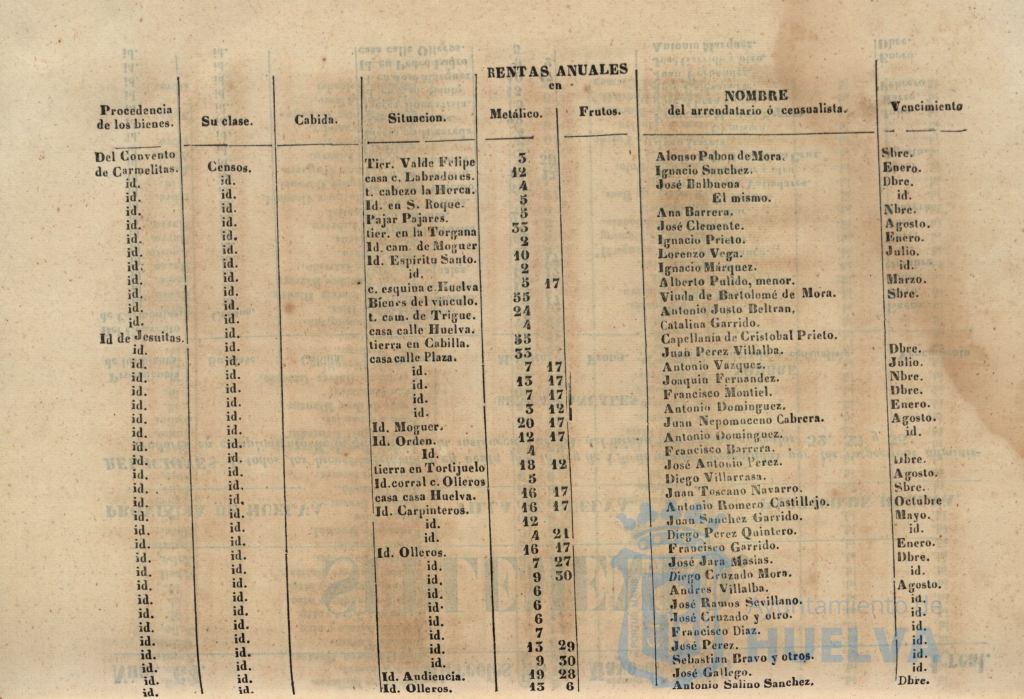 RENTAS ANUALES
en
Procedencia de los bienes. Su clase. Cabida. Situacion. Metálico. Frutos. NOMBRE del arrendatario ó censualista. Vencimiento
Del Convento
de Carmelitas. Censos. Tier. Valde Felipe 3 Alonso Pabon de Mora. Sbre.
id. id. casa c. Labradores. 12 Ignacio Sanchez. Enero.
id. id. t. cabezo la Horca. 4 José Balbuena Dbre.
id. id. Id. en S. Roque. 5 El mismo. id.
id. id. Pajar Pajares. 3 Ana Barrera. Nbre.
id. id. tier. en la Torgana 33 José Clemente. Agosto.
id. id. Id. cam. de Moguer 2 Ignacio Prieto. Enero.
id. id. Id. Espíritu Santo. 10 Lorenzo Vega. Julio.
id. id. id. 2 Ignacio Márquez. id.
id. id. c. esquina c. Huelva 5 17 Alberto Pulido, menor. Marzo.
id. id. Bienes del vinculo. 55 Viuda de Bartolomé de Mora. Sbre.
id. id. t. cam. de Trigue. 24 Antonio Justo Beltran,
id. id. casa calle Huelva. 4 Catalina Garrido.
Id de Jesuitas. id. tierra en Cabilla. 35 Capellania de Cristobal Prieto.
id. id. casa calle Plaza. 33 Juan Perez Villalba. Dbre.
id. id. id. 7 17 Antonio Vazquez. Julio.
id. id. id. 13 17 Joaquin Fernandez. Nbre.
id. id. id. 7 17 Francisco Montiel. Dbre.
id. id. id. 3 12 Antonio Dominguez. Enero.
id. id. Id. Moguer. 20 17 Juan Nepomuceno Cabrera. Agosto.
id. id. Id. Orden. 12 17 Antonio Dominguez. id.
id. id. Id. 4 Francisco Barrera.
id. id. tierra en Tortijuelo 18 12 José Antonio Perez. Dbre.
id. id. Id. corral c. Olleros 5 Diego Villarrasa. Agosto.
id. id. casa casa Huelva. 16 17 Juan Toscano Navarro. Sbre.
id. id. Id. Carpinteros. 16 17 Antonio Romero Castillejo. Octubre
id. id. id. 12 Juan Sanchez Garrido. Mayo.
id. id. id. 4 21 Diego Perez Quintero. id.
id. id. Id. Olleros. 16 17 Francisco Garrido. Enero.
id. id. id. 7 27 José Jara Masias. Dbre.
id. id. id. 9 30 Diego Cruzado Mora. id.
id. id. id. 6 Andres Villalba. Agosto.
id. id. id. 6 José Ramos Sevillano. id.
id. id. id. 6 José Cruzado y otro. id.
id. id. id. 7 Francisco Diaz. id.
id. id. id. 13 29 José Perez. id.
id. id. id. 9 30 Sebastian Bravo y otros. id.
id. id. Id. Audiencia. 19 28 José Gallego. id.
id. id. Id. Olleros. 13 6 Antonio Salino Sanchez. Dbre.
Ayuntamiento de
HUELVA